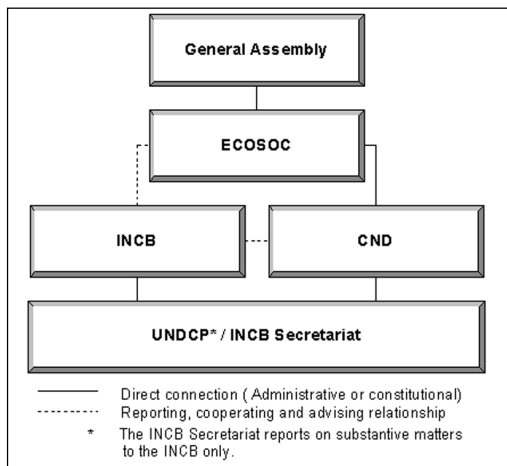 General Assembly
ECOSOC
INCB
CND
UNDCP* / INCB Secretariat
Direct connection ( Administrative or constitutional)
Reporting, cooperating and advising relationship
* The INCB Secretariat reports on substantive matters
to the INCB only.